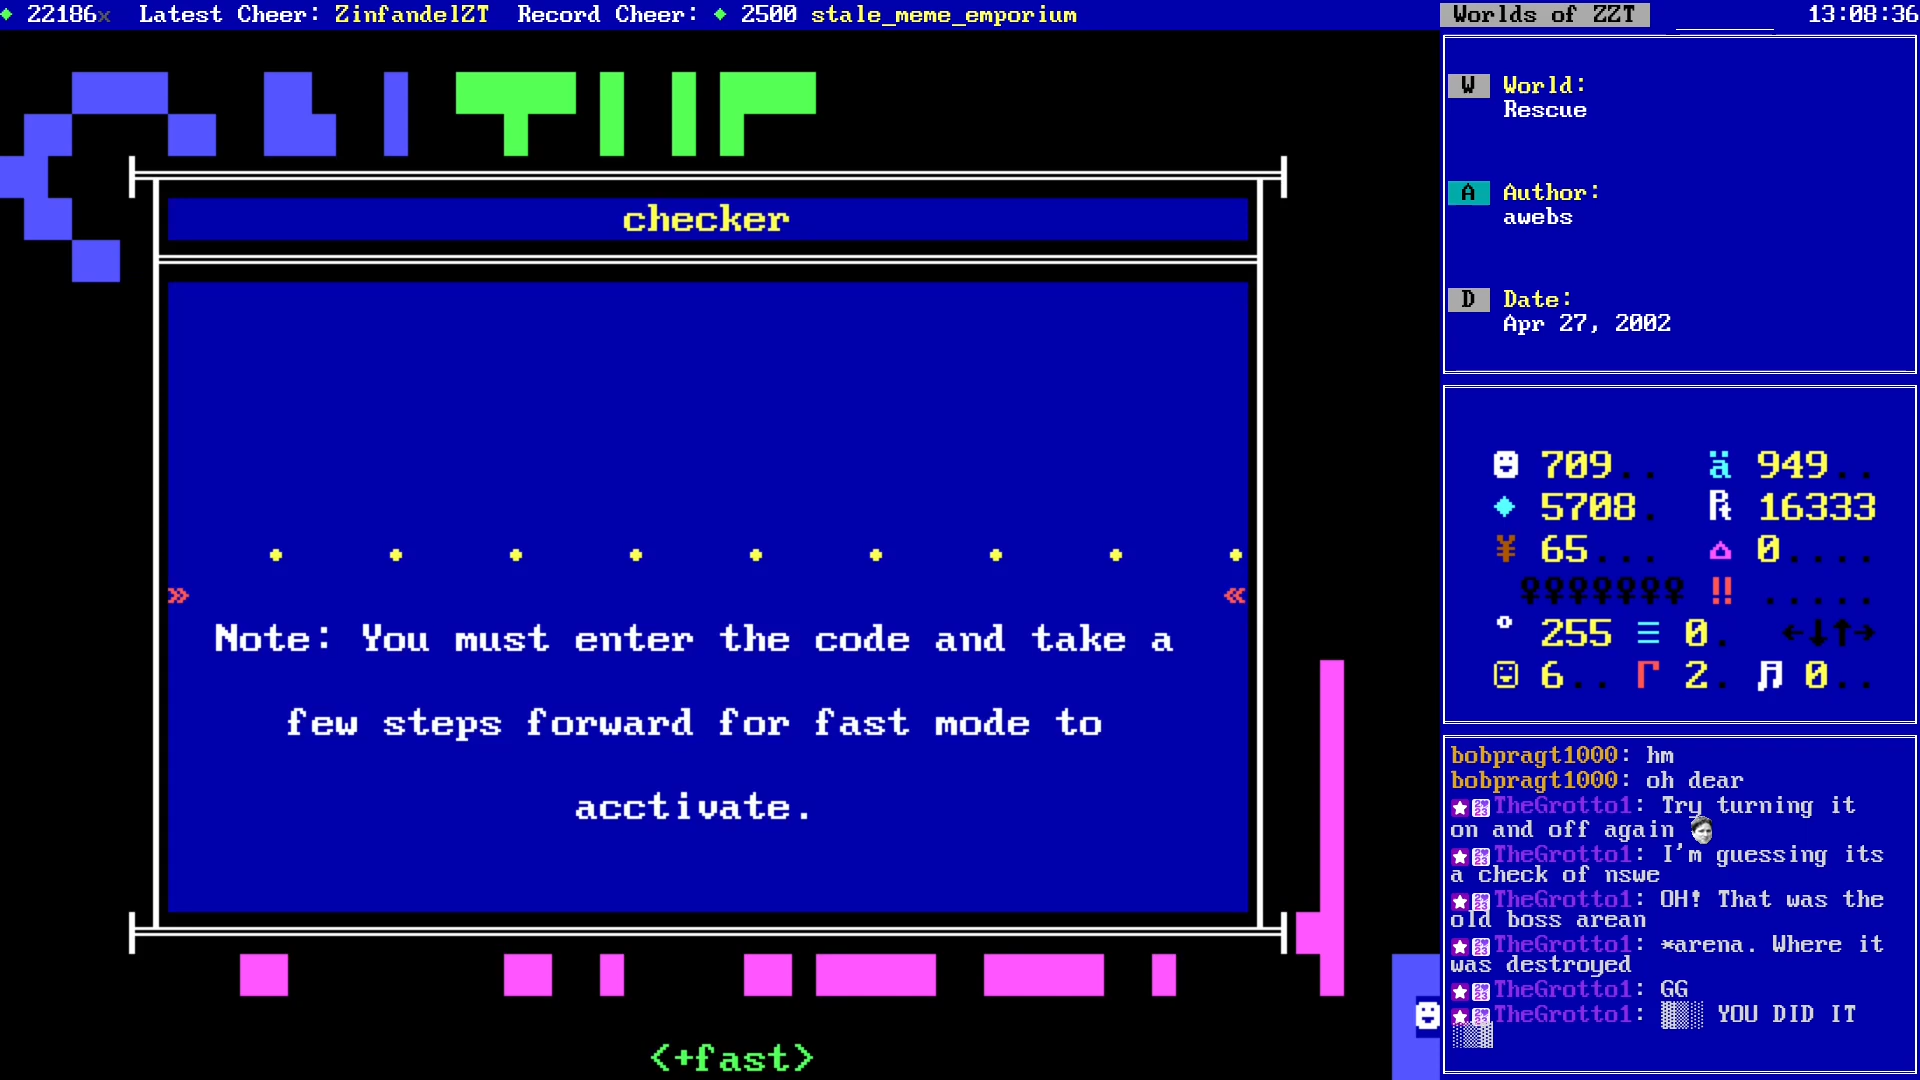 22186x Latest Cheer: ZinfandelZT Record Cheer: ♦ 2500 stale_meme_emporium
Worlds of ZZT
13:08:36
W World:
Rescue
A Author:
awebs
D Date:
Apr 27, 2002
checker
Note: You must enter the code and take a
few steps forward for fast mode to
acctivate.
<+fast>
709.. ä 949..
5708. ₧ 16333
¥ 65... 0....
♀♀♀♀♀♀♀ ‼ .....
° 255 ≡ 0. ←↓↑→
6.. 2. ♫ 0..
bobpragt1000: hm
bobpragt1000: oh dear
TheGrotto1: Try turning it
on and off again
TheGrotto1: I'm guessing its
a check of nswe
TheGrotto1: OH! That was the
old boss arean
TheGrotto1: *arena. Where it
was destroyed
TheGrotto1: GG
TheGrotto1: ▓▒░ YOU DID IT
░▒▓